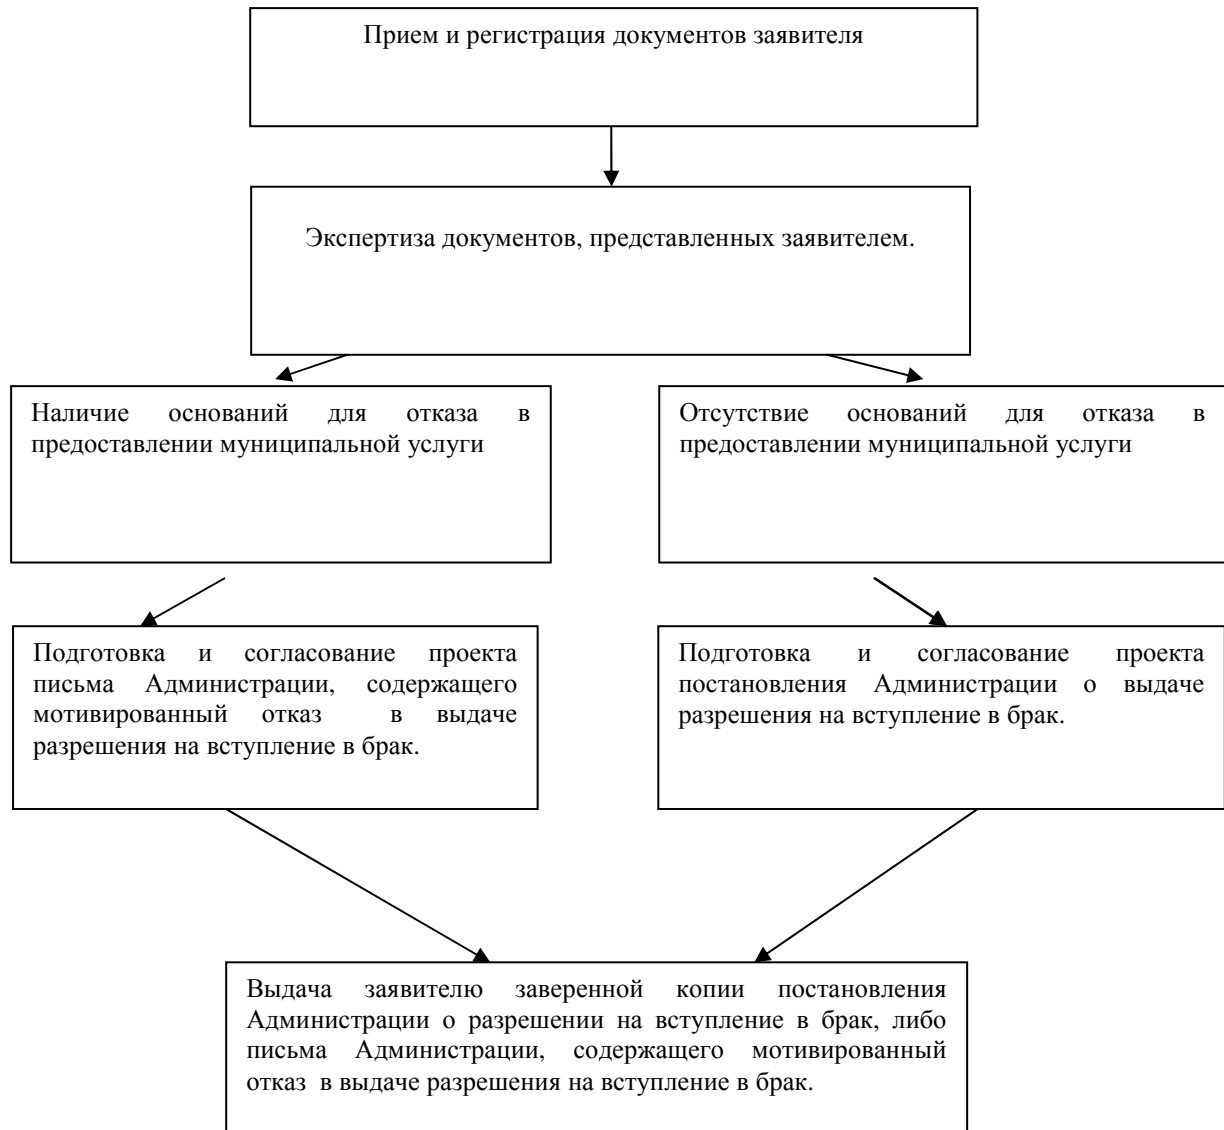 Прием и регистрация документов заявителя
Экспертиза документов, представленных заявителем.
Наличие оснований для отказа в
предоставлении муниципальной услуги
Отсутствие оснований для отказа в
предоставлении муниципальной услуги
Подготовка и согласование проекта
письма Администрации, содержащего
мотивированный отказ в выдаче
разрешения на вступление в брак.
Подготовка и согласование проекта
постановления Администрации о выдаче
разрешения на вступление в брак.
Выдача заявителю заверенной копии постановления
Администрации о разрешении на вступление в брак, либо
письма Администрации, содержащего мотивированный
отказ в выдаче разрешения на вступление в брак.